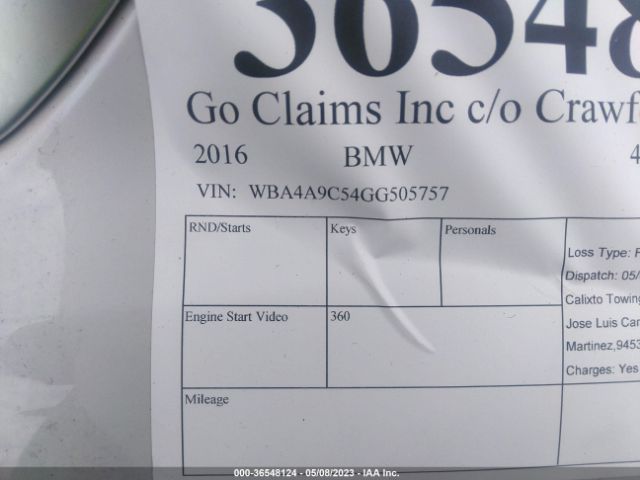 36548
Go Claims Inc c/o Crawf
2016 BMW 4
VIN: WBA4A9C54GG505757
RND/Starts Keys Personals
Loss Type: F
Dispatch: 05/
Calixto Towing
Engine Start Video 360
Jose Luis Car
Martinez,9453
Charges: Yes
Mileage
000-36548124 - 05/08/2023 - IAA Inc.